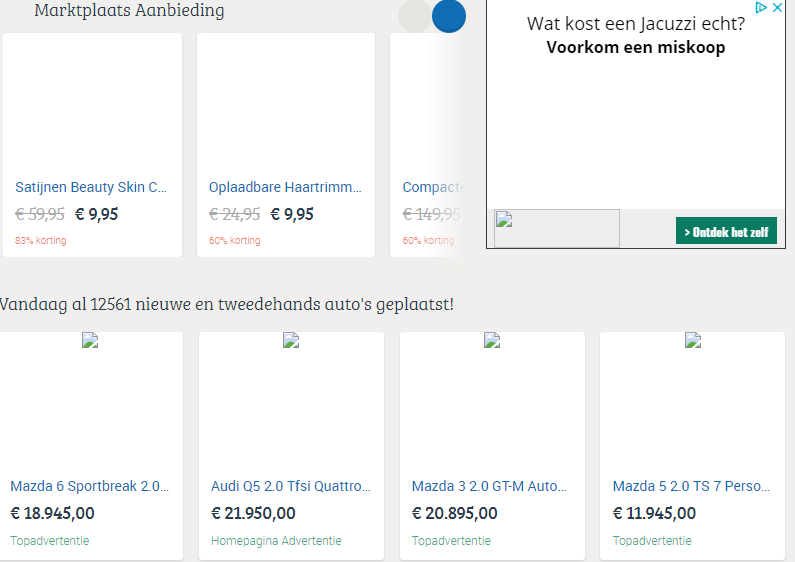 Marktplaats Aanbieding
Satijnen Beauty Skin C...
€ 59,95 € 9,95
83% korting
Oplaadbare Haartrimm...
€ 24,95 € 9,95
60% korting
Compacte
€ 149,95
60% korting
Wat kost een Jacuzzi echt?
Voorkom een miskoop
> Ontdek het zelf
Vandaag al 12561 nieuwe en tweedehands auto's geplaatst!
Mazda 6 Sportbreak 2.0...
€ 18.945,00
Topadvertentie
Audi Q5 2.0 Tfsi Quattro...
€ 21.950,00
Homepagina Advertentie
Mazda 3 2.0 GT-M Auto...
€ 20.895,00
Topadvertentie
Mazda 5 2.0 TS 7 Perso...
€ 11.945,00
Topadvertentie